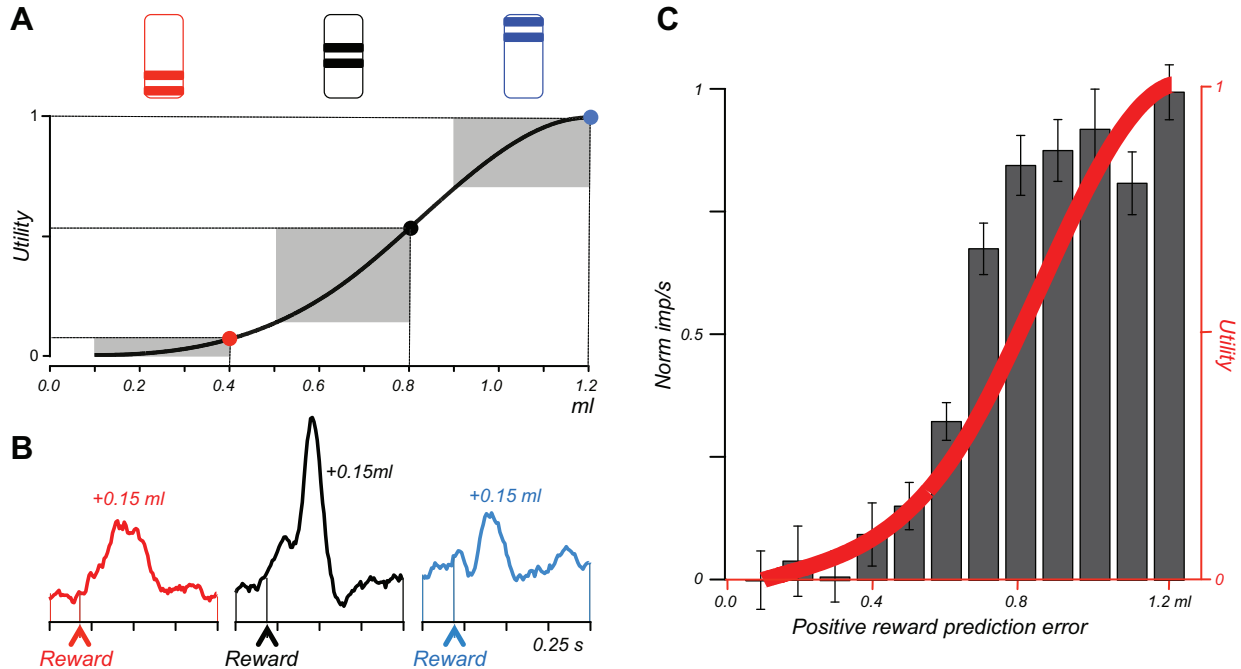 A
Utility
1
0
0.0 0.2 0.4 0.6 0.8 1.0 1.2
ml
B
+0.15 ml
+0.15ml
+0.15 ml
Reward
Reward
Reward
0.25 s
C
Norm imp/s
1
0.5
0
1
Utility
0
0.0 0.4 0.8 1.2 ml
Positive reward prediction error